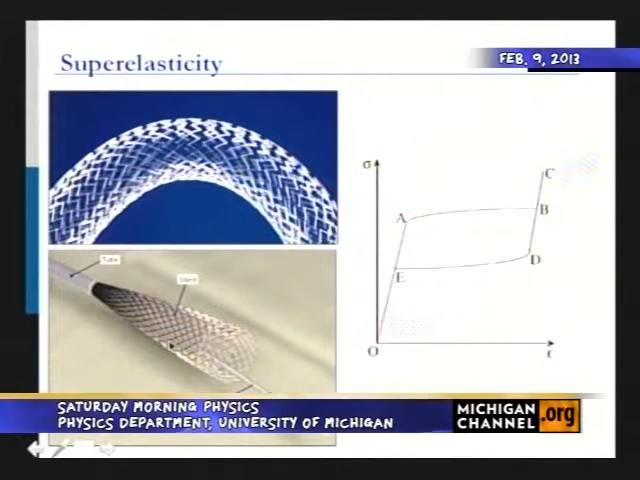 Superelasticity
FEB. 9, 2013
Tube
Stent
σ
C
A
B
E
D
O
ε
SATURDAY MORNING PHYSICS
PHYSICS DEPARTMENT, UNIVERSITY OF MICHIGAN
MICHIGAN
CHANNEL
.org